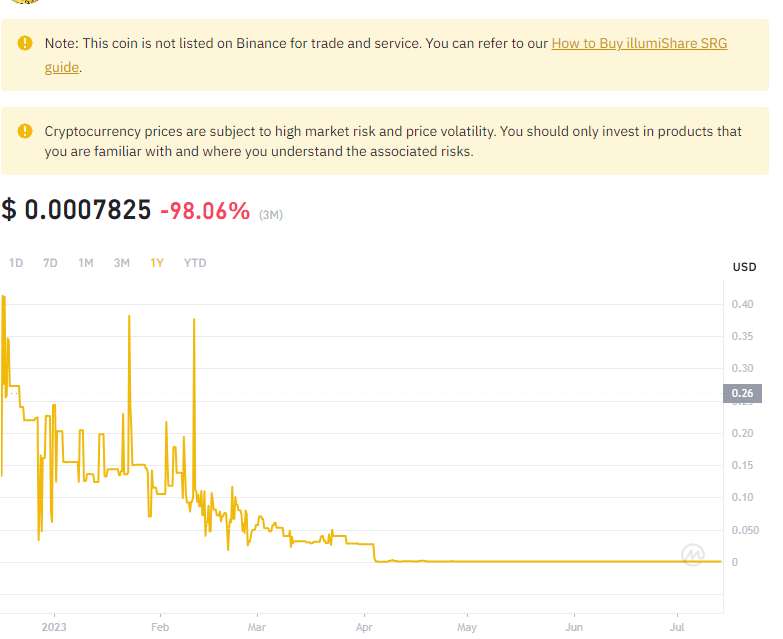 Note: This coin is not listed on Binance for trade and service. You can refer to our How to Buy illumiShare SRG
guide.
Cryptocurrency prices are subject to high market risk and price volatility. You should only invest in products that
you are familiar with and where you understand the associated risks.
$ 0.0007825 -98.06% (3M)
1D 7D 1M 3M 1Y YTD
USD
0.40
0.35
0.30
0.26
0.20
0.15
0.10
0.050
0
2023 Feb Mar Apr May Jun Jul